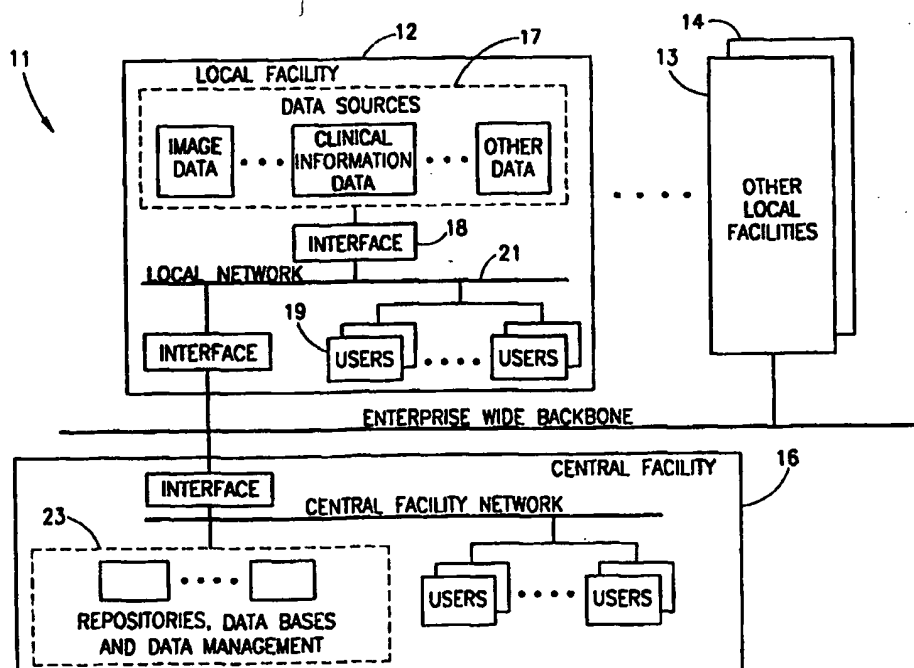 11
12
17
14
13
LOCAL FACILITY
DATA SOURCES
IMAGE
DATA
CLINICAL
INFORMATION
DATA
OTHER
DATA
OTHER
LOCAL
FACILITIES
INTERFACE
18
LOCAL NETWORK
21
INTERFACE
19
USERS
USERS
ENTERPRISE WIDE BACKBONE
CENTRAL FACILITY
16
INTERFACE
CENTRAL FACILITY NETWORK
23
REPOSITORIES, DATA BASES
AND DATA MANAGEMENT
USERS
USERS